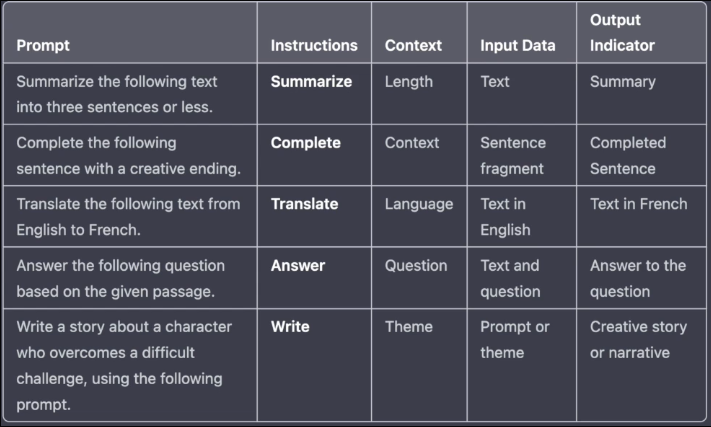 Prompt Instructions Context Input Data Output Indicator
Summarize the following text Summarize Length Text Summary
into three sentences or less.
Complete the following Complete Context Sentence Completed
sentence with a creative ending. fragment Sentence
Translate the following text from Translate Language Text in Text in French
English to French. English
Answer the following question Answer Question Text and Answer to the
based on the given passage. question question
Write a story about a character Write Theme Prompt or Creative story
who overcomes a difficult theme or narrative
challenge, using the following
prompt.